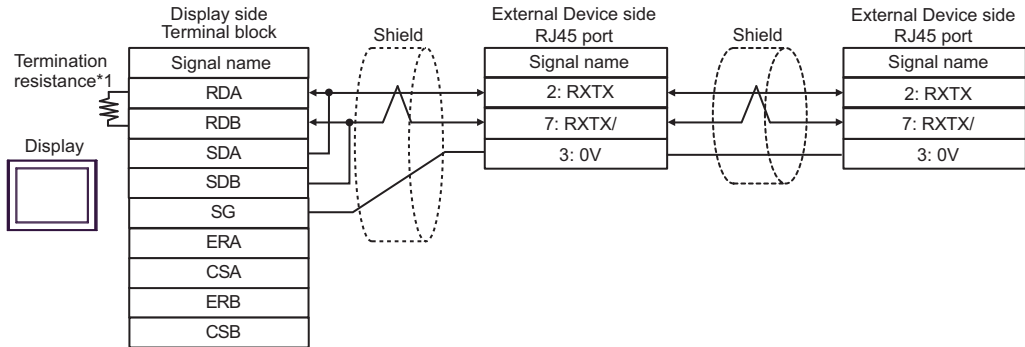 Display side
Terminal block
Shield
External Device side
RJ45 port
Shield
External Device side
RJ45 port
Termination
resistance*1
Signal name
Signal name
Signal name
RDA
2: RXTX
2: RXTX
RDB
7: RXTX/
7: RXTX/
Display
SDA
3: 0V
3: 0V
SDB
SG
ERA
CSA
ERB
CSB